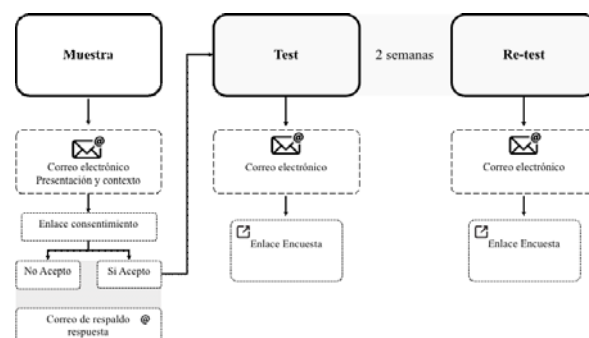 Muestra
Test
2 semanas
Re-test
@
Correo electrónico
Presentación y contexto
@
Correo electrónico
@
Correo electrónico
Enlace consentimiento
Enlace Encuesta
Enlace Encuesta
No Acepto
Si Acepto
Correo de respaldo @
respuesta